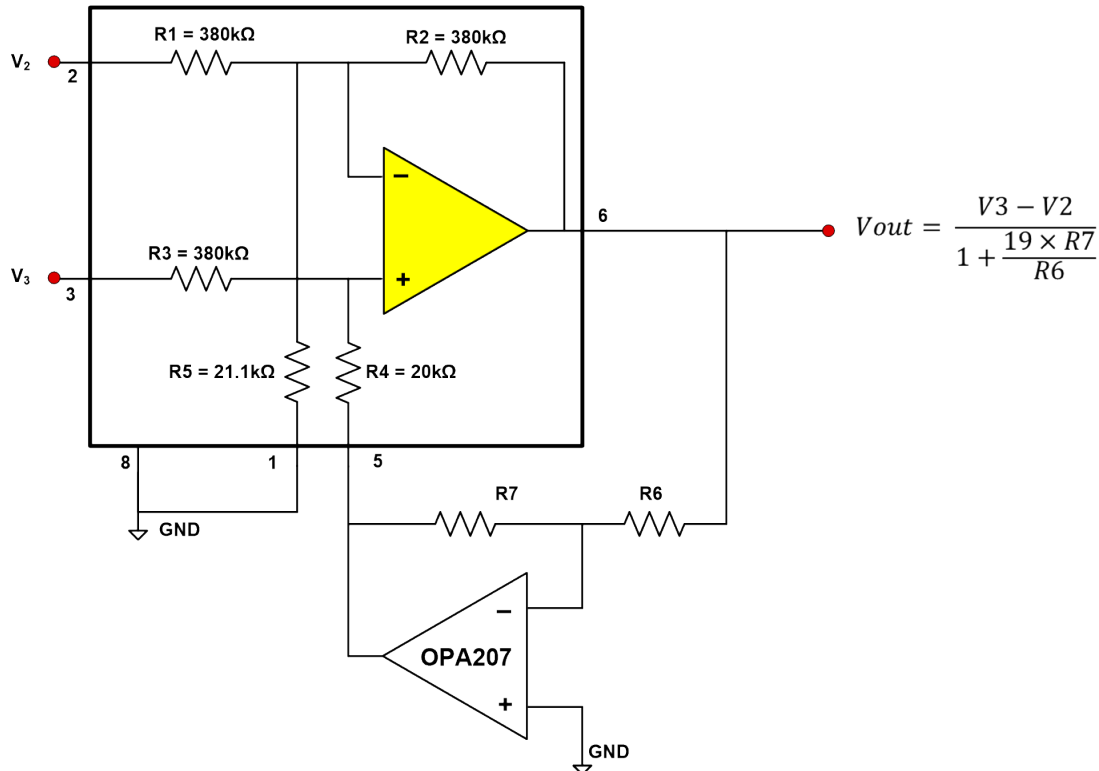 R1 = 380kΩ
R2 = 380kΩ
V2
2
−
6
Vout = (V3 − V2) / (1 + (19 × R7) / R6)
R3 = 380kΩ
V3
3
+
R5 = 21.1kΩ
R4 = 20kΩ
8
1
5
R7
R6
GND
−
OPA207
+
GND